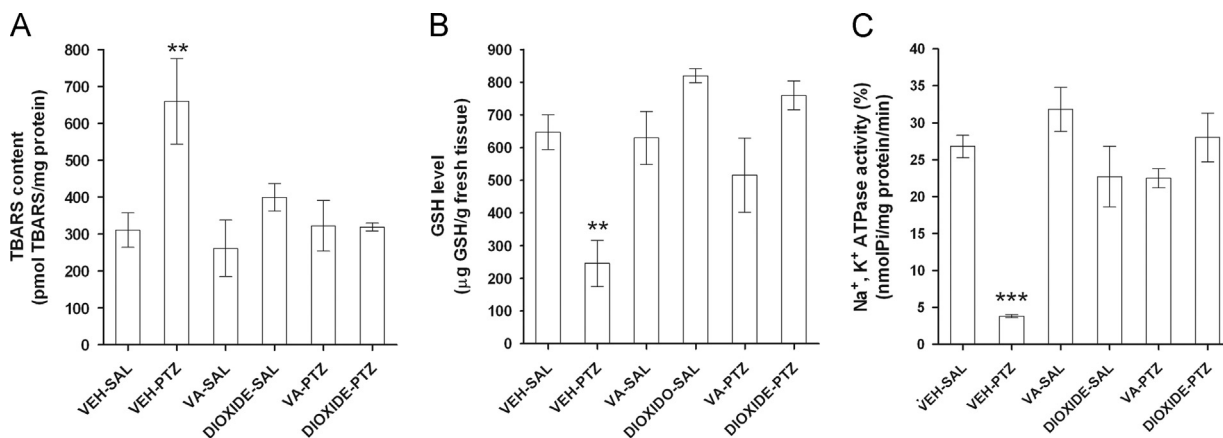 A
TBARS content
(pmol TBARS/mg protein)
800
700
600
500
400
300
200
100
0
**
VEH-SAL
VEH-PTZ
VA-SAL
DIOXIDE-SAL
VA-PTZ
DIOXIDE-PTZ
B
GSH level
(µg GSH/g fresh tissue)
900
800
700
600
500
400
300
200
100
0
**
VEH-SAL
VEH-PTZ
VA-SAL
DIOXIDO-SAL
VA-PTZ
DIOXIDE-PTZ
C
Na⁺, K⁺ ATPase activity (%)
(nmolPi/mg protein/min)
40
35
30
25
20
15
10
5
0
***
VEH-SAL
VEH-PTZ
VA-SAL
DIOXIDE-SAL
VA-PTZ
DIOXIDE-PTZ